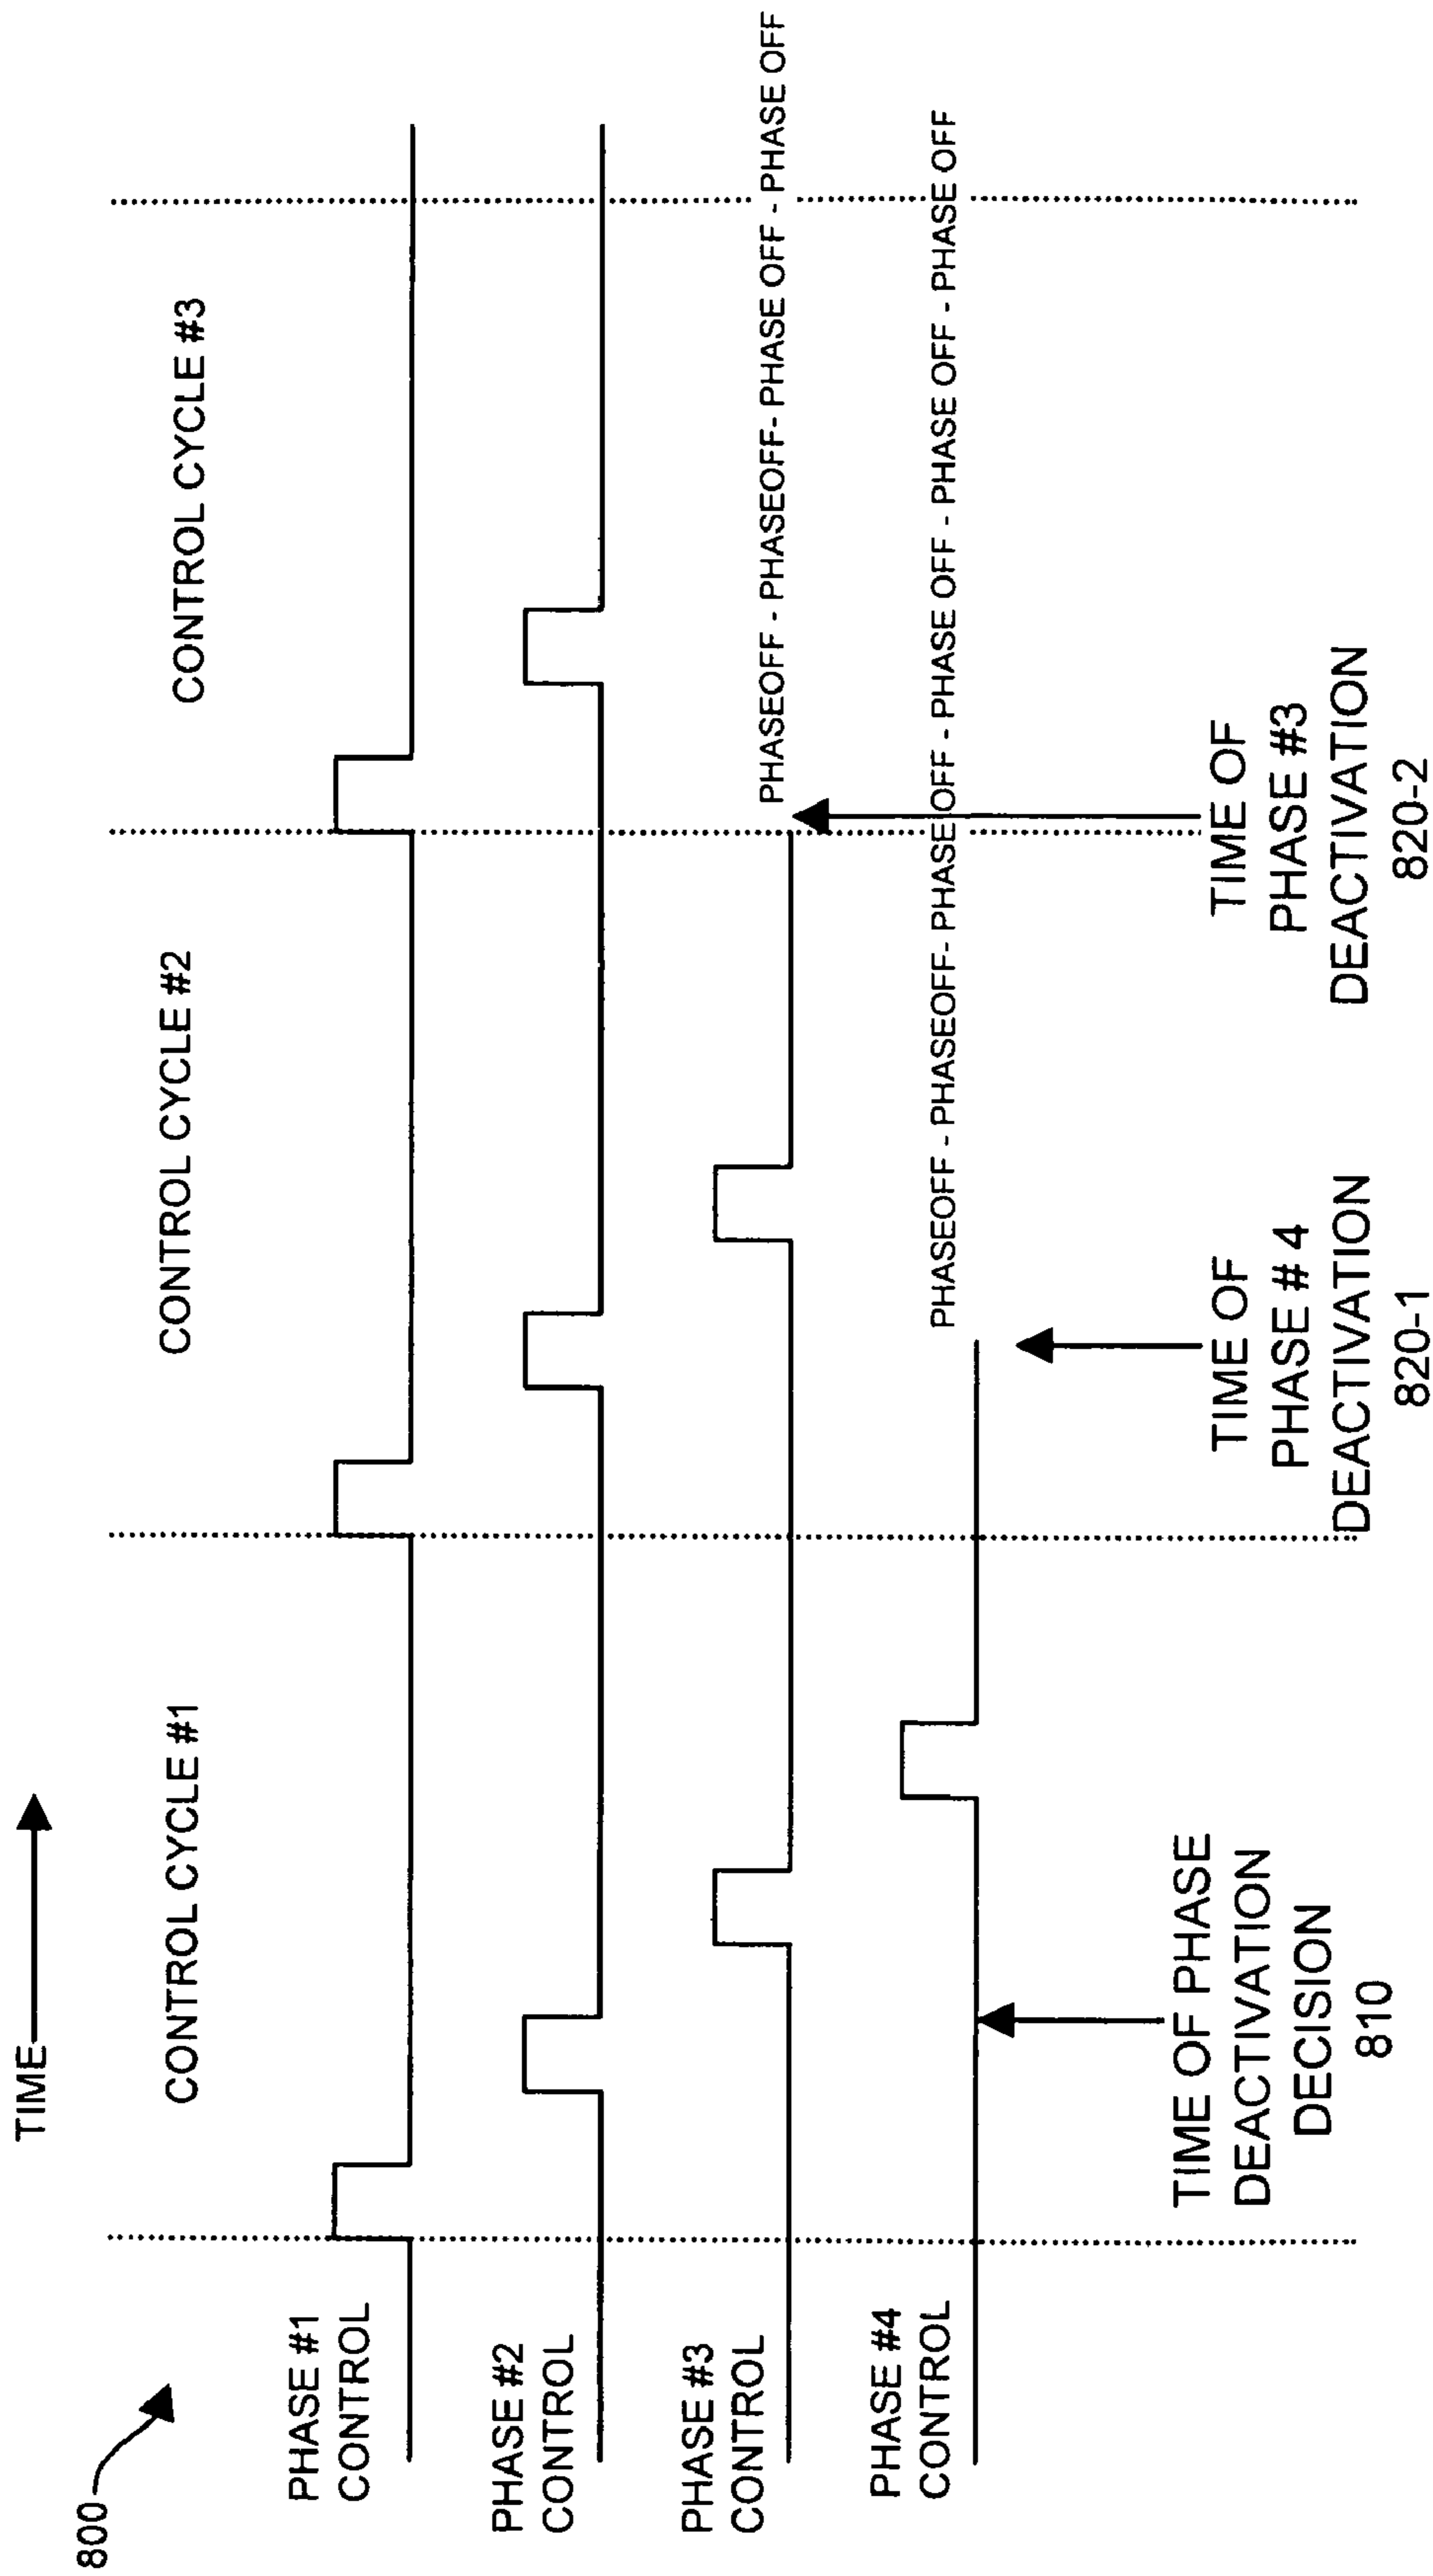 800
TIME
CONTROL CYCLE #1
CONTROL CYCLE #2
CONTROL CYCLE #3
PHASE #1
CONTROL
PHASE #2
CONTROL
PHASE #3
CONTROL
PHASEOFF - PHASEOFF- PHASE OFF - PHASE OFF
PHASE #4
CONTROL
PHASEOFF - PHASEOFF- PHASE OFF - PHASE OFF - PHASE OFF - PHASE OFF
TIME OF PHASE
DEACTIVATION
DECISION
810
TIME OF
PHASE # 4
DEACTIVATION
820-1
TIME OF
PHASE #3
DEACTIVATION
820-2